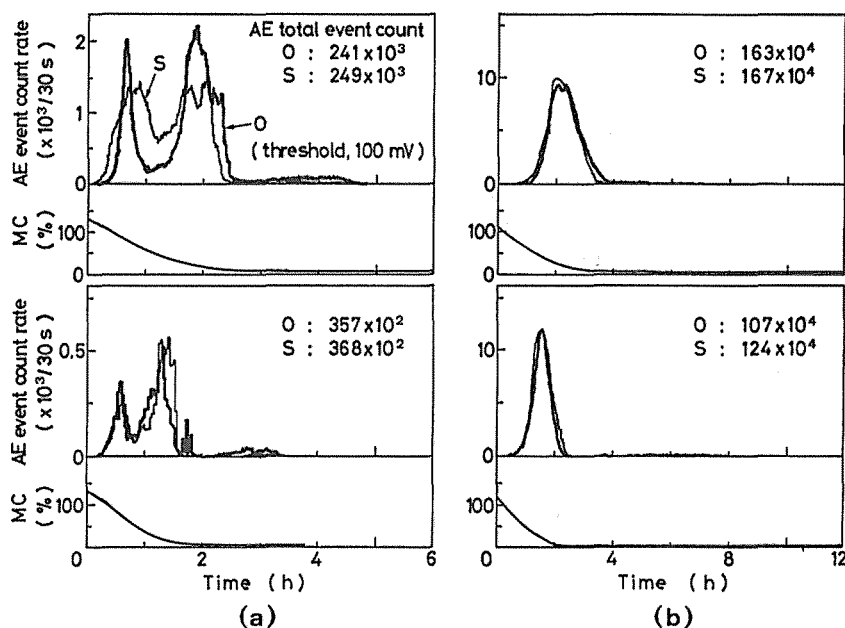 AE event count rate
(x10³/30 s)
2
1
0
AE total event count
O : 241x10³
S : 249x10³
S
O
(threshold, 100 mV)
MC
(%)
100
0
AE event count rate
(x10³/30 s)
0.5
0
O : 357x10²
S : 368x10²
MC
(%)
100
0 2 4 6
Time (h)
(a)
10
0
O : 163x10⁴
S : 167x10⁴
100
0
10
0
O : 107x10⁴
S : 124x10⁴
100
0 4 8 12
Time (h)
(b)